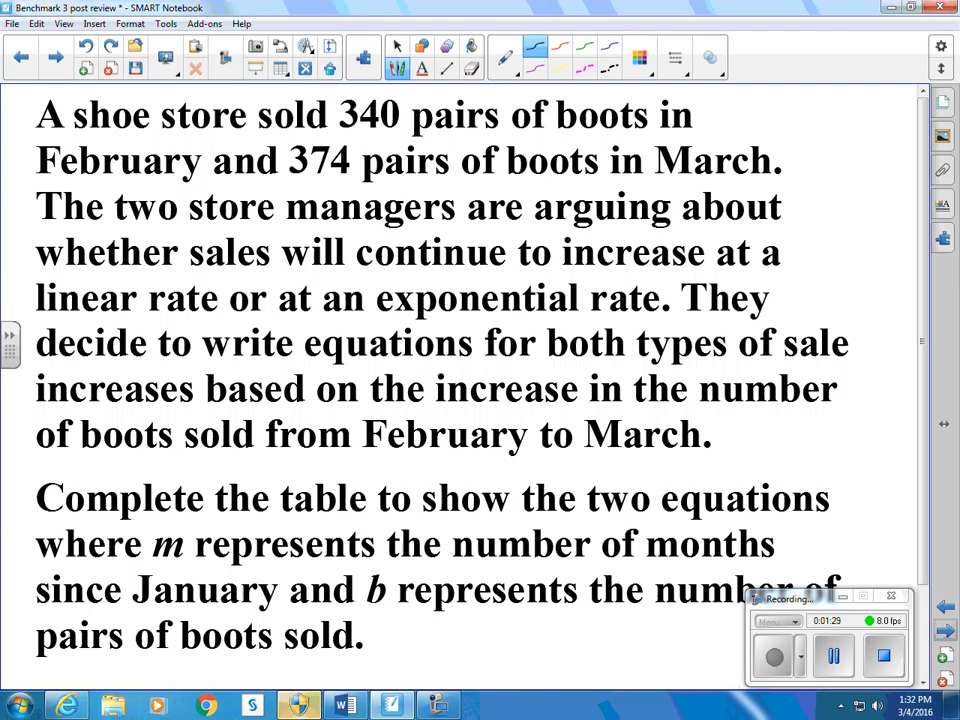 Benchmark 3 post review * - SMART Notebook
File Edit View Insert Format Tools Add-ons Help
A shoe store sold 340 pairs of boots in
February and 374 pairs of boots in March.
The two store managers are arguing about
whether sales will continue to increase at a
linear rate or at an exponential rate. They
decide to write equations for both types of sale
increases based on the increase in the number
of boots sold from February to March.
Complete the table to show the two equations
where m represents the number of months
since January and b represents the number of
pairs of boots sold.
Recording...
Menu 0:01:29 8.0 fps
1:32 PM
3/4/2016